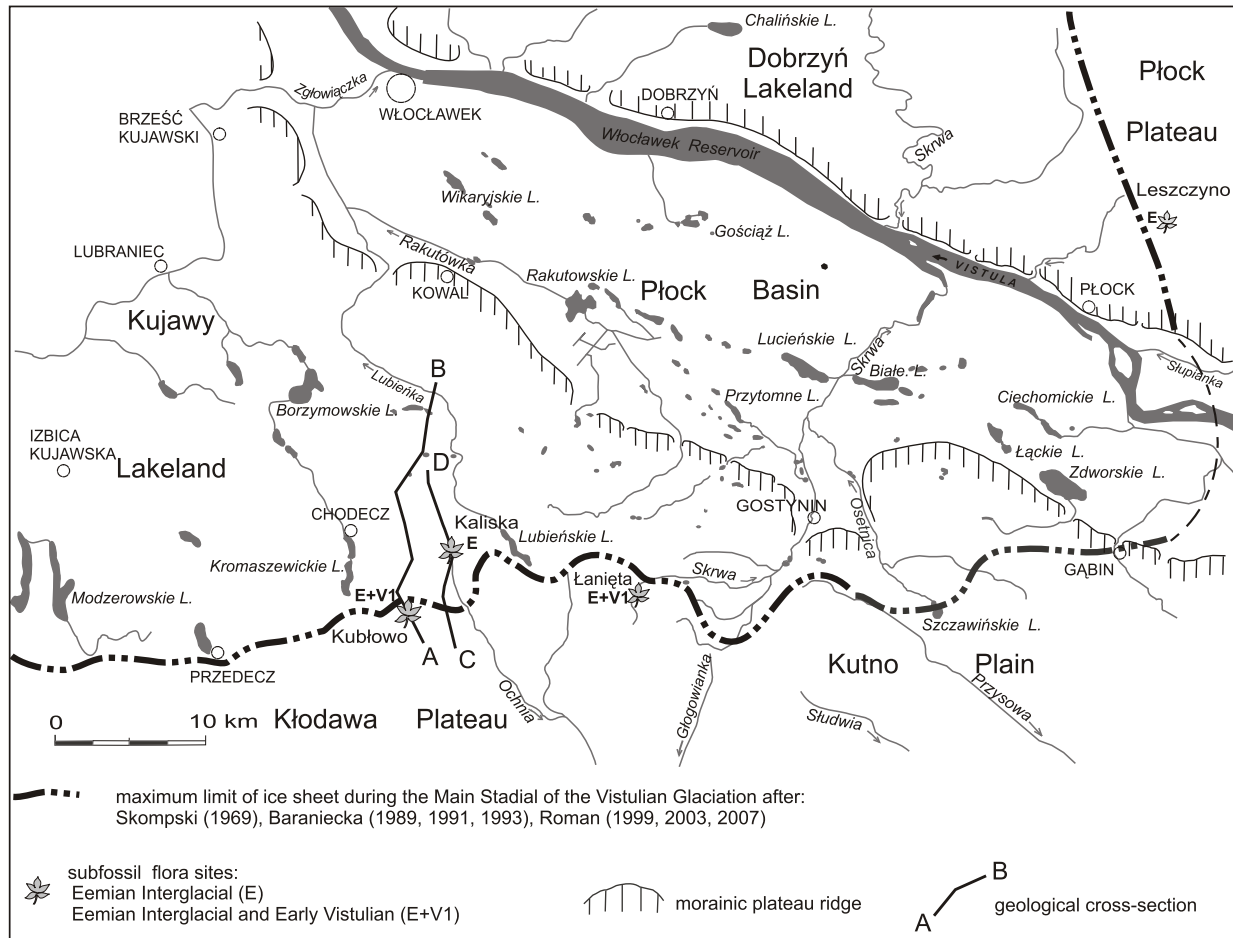 Chalińskie L.
Dobrzyń
Lakeland
Płock
Plateau
Zgłowiączka
WŁOCŁAWEK
DOBRZYŃ
BRZEŚĆ
KUJAWSKI
Włocławek Reservoir
Skrwa
Leszczyno
E
Wikaryjskie L.
Gościąż L.
LUBRANIEC
Rakutówka
KOWAL
Rakutowskie L.
Płock Basin
VISTULA
PŁOCK
Kujawy
Lucieńskie L.
Skrwa
Białe. L.
Słupianka
B
Lubieńka
Borzymowskie L.
Przytomne L.
Ciechomickie L.
IZBICA
KUJAWSKA
Lakeland
D
Łąckie L.
Zdworskie L.
CHODECZ
Kaliska
E
GOSTYNIN
Osetnica
Lubieńskie L.
Kromaszewickie L.
Łanięta
E+V1
Skrwa
GĄBIN
Modzerowskie L.
E+V1
Kubłowo
Szczawińskie L.
A
C
PRZEDECZ
Kutno Plain
Ochnia
Głogowianka
Przysowa
Słudwia
0 10 km
Kłodawa Plateau
maximum limit of ice sheet during the Main Stadial of the Vistulian Glaciation after:
Skompski (1969), Baraniecka (1989, 1991, 1993), Roman (1999, 2003, 2007)
subfossil flora sites:
Eemian Interglacial (E)
Eemian Interglacial and Early Vistulian (E+V1)
morainic plateau ridge
B
A
geological cross-section